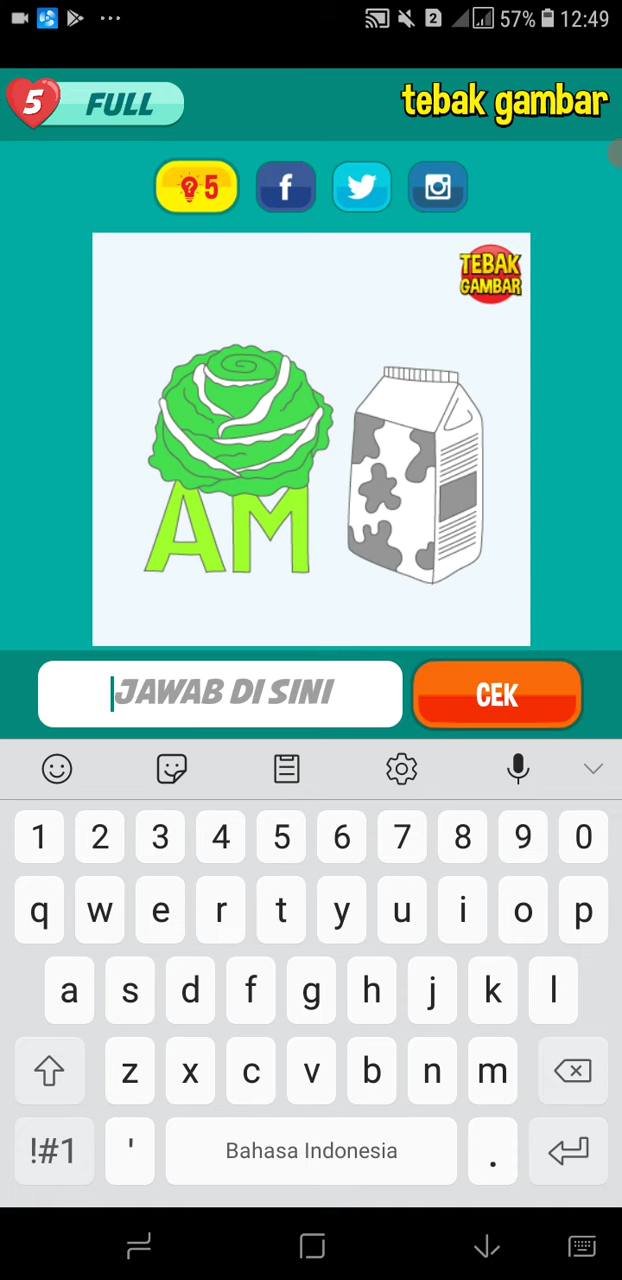 57% 12:49
5 FULL tebak gambar
5 f
TEBAK
GAMBAR
AM
JAWAB DI SINI CEK
1 2 3 4 5 6 7 8 9 0
q w e r t y u i o p
a s d f g h j k l
z x c v b n m
!#1 ' Bahasa Indonesia .